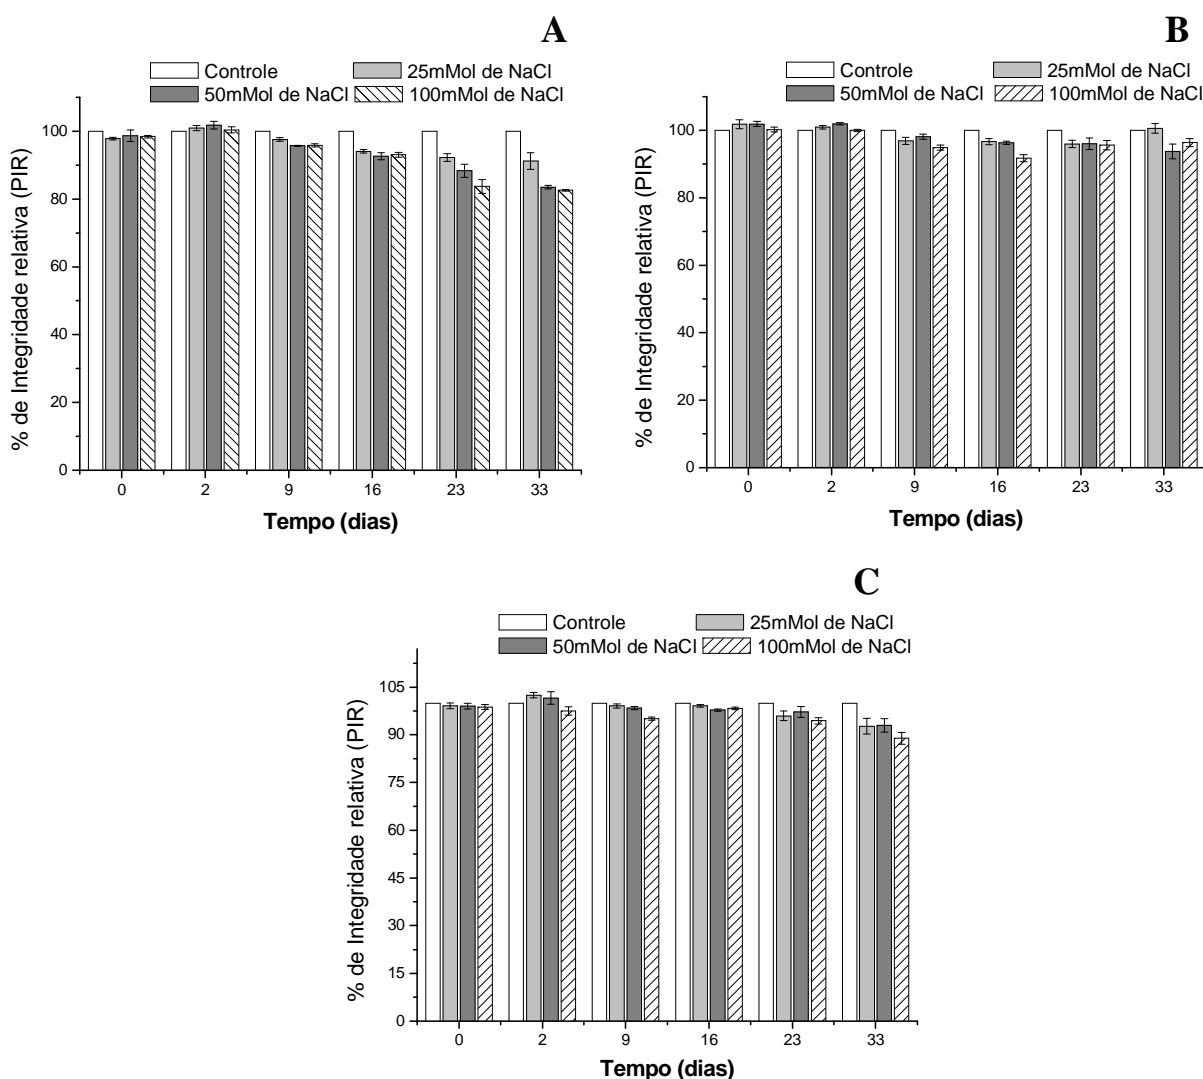 A
Controle 25mMol de NaCl
50mMol de NaCl 100mMol de NaCl
100
80
60
40
20
0
% de Integridade relativa (PIR)
0 2 9 16 23 33
Tempo (dias)
B
Controle 25mMol de NaCl
50mMol de NaCl 100mMol de NaCl
100
80
60
40
20
0
% de Integridade relativa (PIR)
0 2 9 16 23 33
Tempo (dias)
C
Controle 25mMol de NaCl
50mMol de NaCl 100mMol de NaCl
105
90
75
60
45
30
15
0
% de Integridade relativa (PIR)
0 2 9 16 23 33
Tempo (dias)